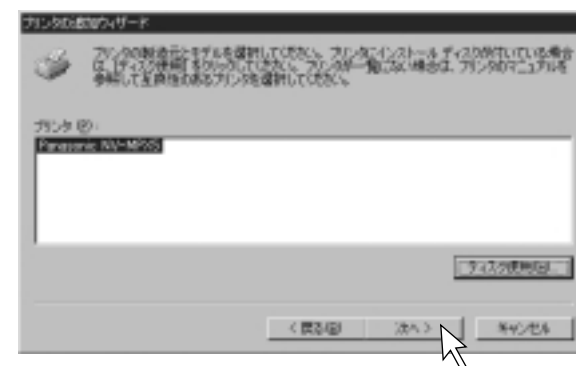 プリンタの追加ウィザード
プリンタの製造元とモデルを選択してください。プリンタにインストール ディスクが付いている場合
は、[ディスク使用] をクリックしてください。プリンタが一覧にない場合は、プリンタのマニュアルを
参照して互換性のあるプリンタを選択してください。
プリンタ(P):
Panasonic NV-MPX5
ディスク使用(H)...
< 戻る(B)
次へ >
キャンセル